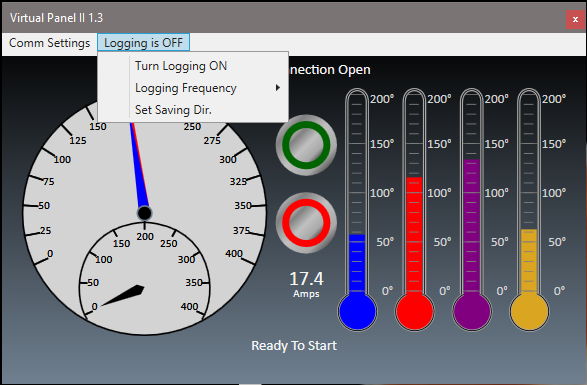 Virtual Panel II 1.3
Comm Settings
Logging is OFF
Turn Logging ON
Logging Frequency
Set Saving Dir.
nnection Open
150
125
100
75
50
25
0
300
325
350
375
400
0
50
100
150
200
250
300
350
400
17.4
Amps
200° 200° 200° 200°
150° 150° 150° 150°
100° 100° 100° 100°
50° 50° 50° 50°
0° 0° 0° 0°
Ready To Start